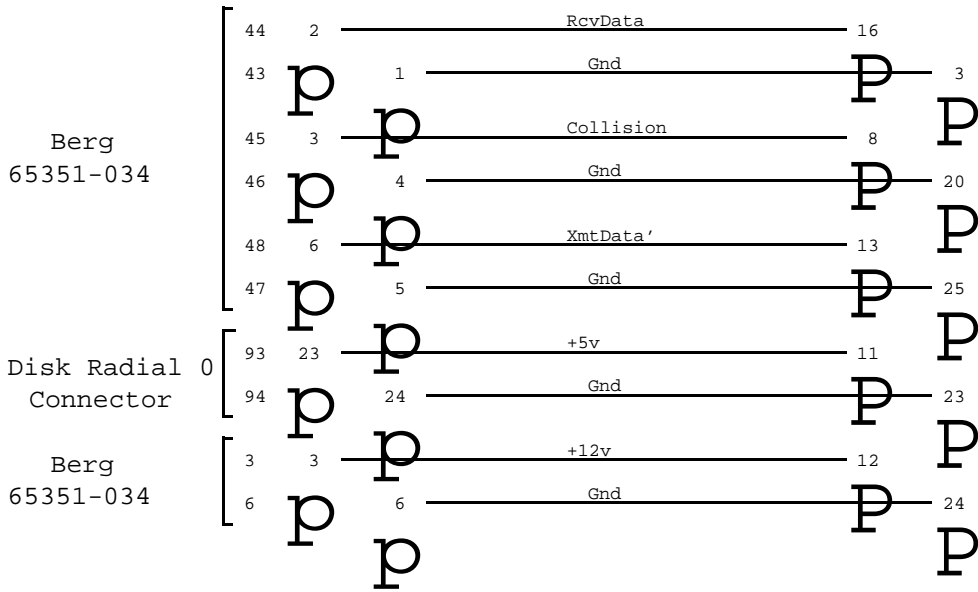 44 2 RcvData 16
43 p 1 Gnd P 3
p P
Berg
65351-034
45 3 Collision 8
46 p 4 Gnd P 20
p P
48 6 XmtData’ 13
47 p 5 Gnd P 25
p P
Disk Radial 0
Connector
93 23 +5v 11
94 p 24 Gnd P 23
p P
Berg
65351-034
3 3 +12v 12
6 p 6 Gnd P 24
p P